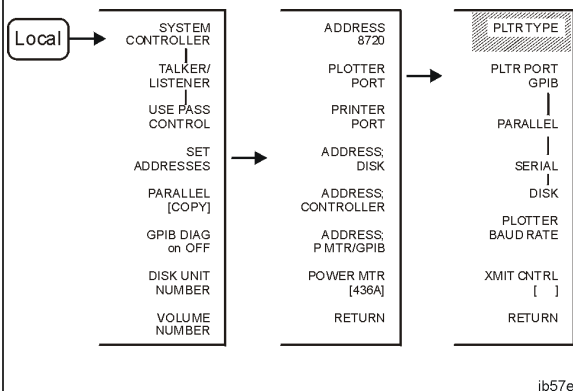 Local
SYSTEM
CONTROLLER
TALKER/
LISTENER
USE PASS
CONTROL
SET
ADDRESSES
PARALLEL
[COPY]
GPIB DIAG
on OFF
DISK UNIT
NUMBER
VOLUME
NUMBER
ADDRESS
8720
PLOTTER
PORT
PRINTER
PORT
ADDRESS;
DISK
ADDRESS;
CONTROLLER
ADDRESS;
P MTR/GPIB
POWER MTR
[436A]
RETURN
PLTR TYPE
PLTR PORT
GPIB
PARALLEL
SERIAL
DISK
PLOTTER
BAUD RATE
XMIT CNTRL
[ ]
RETURN
ib57e